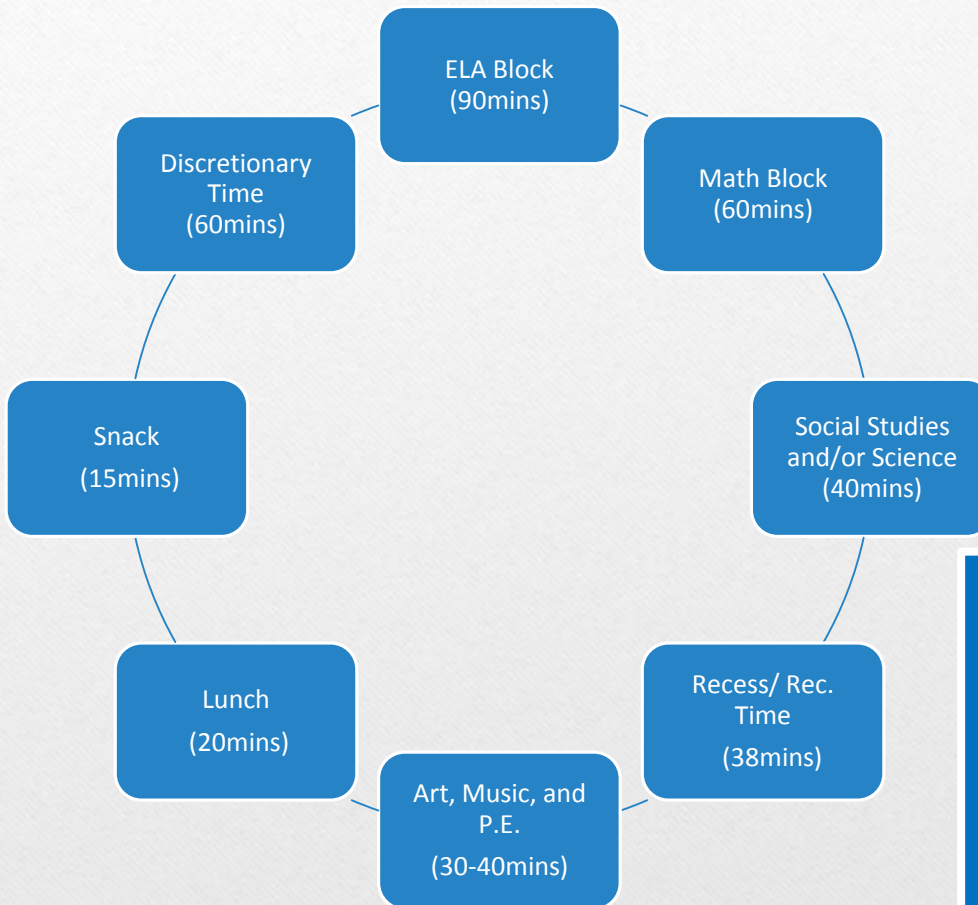 ELA Block
(90mins)
Math Block
(60mins)
Social Studies
and/or Science
(40mins)
Recess/ Rec.
Time
(38mins)
Art, Music, and
P.E.
(30-40mins)
Lunch
(20mins)
Snack
(15mins)
Discretionary
Time
(60mins)